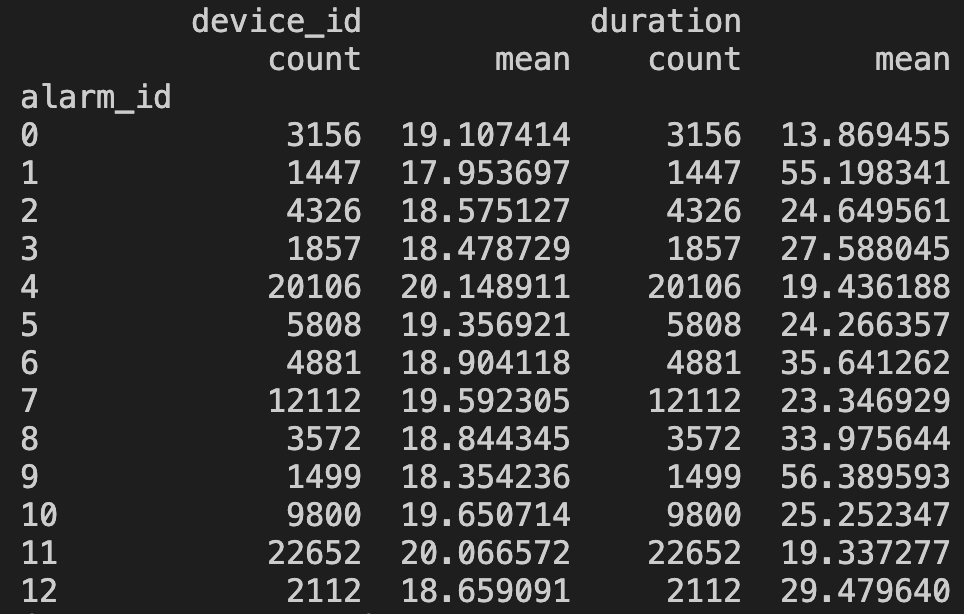 device_id duration
count mean count mean
alarm_id
0 3156 19.107414 3156 13.869455
1 1447 17.953697 1447 55.198341
2 4326 18.575127 4326 24.649561
3 1857 18.478729 1857 27.588045
4 20106 20.148911 20106 19.436188
5 5808 19.356921 5808 24.266357
6 4881 18.904118 4881 35.641262
7 12112 19.592305 12112 23.346929
8 3572 18.844345 3572 33.975644
9 1499 18.354236 1499 56.389593
10 9800 19.650714 9800 25.252347
11 22652 20.066572 22652 19.337277
12 2112 18.659091 2112 29.479640